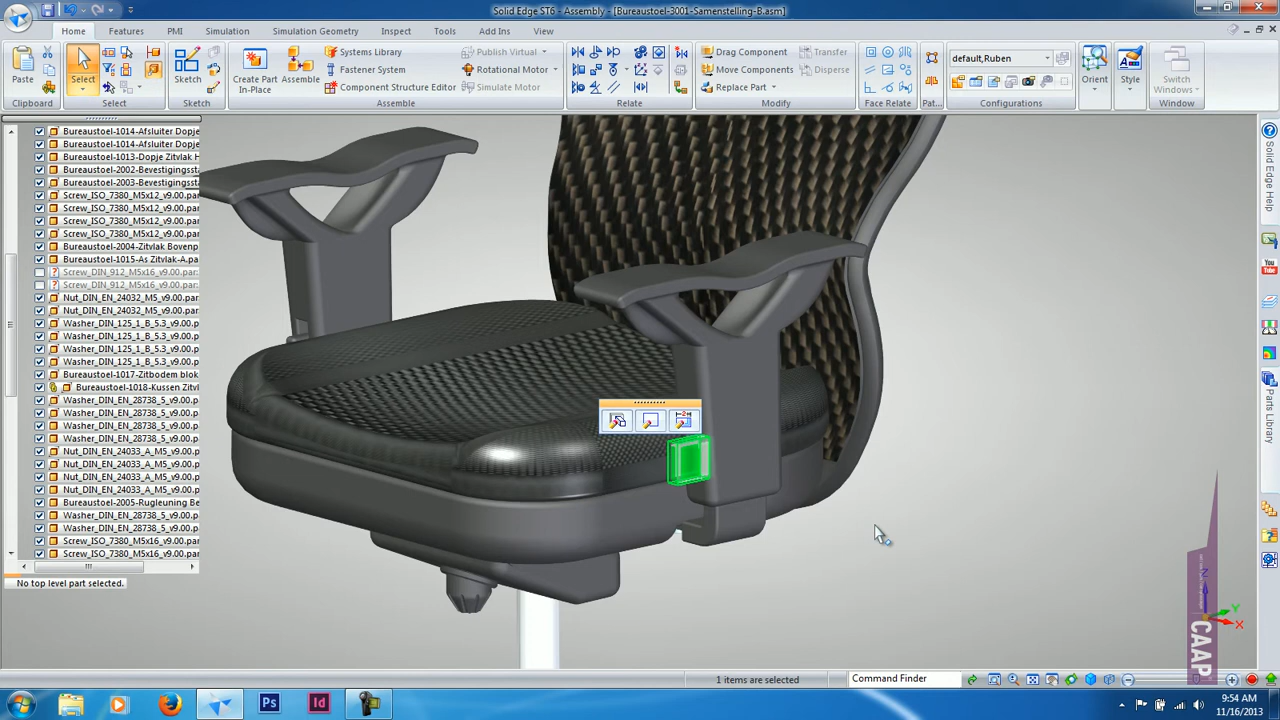 Solid Edge ST6 - Assembly - [Bureaustoel-3001-Samenstelling-B.asm]
Home Features PMI Simulation Simulation Geometry Inspect Tools Add Ins View
Paste
Clipboard
Select
Select
Sketch
Sketch
Create Part In-Place
Assembly
Systems Library
Fastener System
Component Structure Editor
Publish Virtual
Rotational Motor
Simulate Motor
Assemble
Relate
Drag Component
Move Components
Replace Part
Transfer
Disperse
Modify
Face Relate
Pat...
default,Ruben
Configurations
Orient
Style
Switch Windows
Window
Bureaustoel-1014-Afsluiter Dopje
Bureaustoel-1014-Afsluiter Dopje
Bureaustoel-1013-Dopje Zitvlak H
Bureaustoel-2002-Bevestigingsst
Bureaustoel-2003-Bevestigingsst
Screw_ISO_7380_M5x12_v9.00.par
Screw_ISO_7380_M5x12_v9.00.par
Screw_ISO_7380_M5x12_v9.00.par
Screw_ISO_7380_M5x12_v9.00.par
Bureaustoel-2004-Zitvlak Bovenp
Bureaustoel-1015-As Zitvlak-A.pa
Screw_DIN_912_M5x16_v9.00.par:
Screw_DIN_912_M5x16_v9.00.par:
Nut_DIN_EN_24032_M5_v9.00.par:
Nut_DIN_EN_24032_M5_v9.00.par:
Washer_DIN_125_1_B_5.3_v9.00.p
Washer_DIN_125_1_B_5.3_v9.00.p
Washer_DIN_125_1_B_5.3_v9.00.p
Washer_DIN_125_1_B_5.3_v9.00.p
Bureaustoel-1017-Zitbodem blok
Bureaustoel-1018-Kussen Zitvl
Washer_DIN_EN_28738_5_v9.00.p
Washer_DIN_EN_28738_5_v9.00.p
Washer_DIN_EN_28738_5_v9.00.p
Washer_DIN_EN_28738_5_v9.00.p
Nut_DIN_EN_24033_A_M5_v9.00.p
Nut_DIN_EN_24033_A_M5_v9.00.p
Nut_DIN_EN_24033_A_M5_v9.00.p
Nut_DIN_EN_24033_A_M5_v9.00.p
Bureaustoel-2005-Rugleuning Be
Washer_DIN_EN_28738_5_v9.00.p
Washer_DIN_EN_28738_5_v9.00.p
Screw_ISO_7380_M5x16_v9.00.par
Screw_ISO_7380_M5x16_v9.00.par
No top level part selected.
Solid Edge Help
You Tube
Parts Library
N
Y
X
CAAP
1 items are selected
Command Finder
Ps
Id
9:54 AM
11/16/2013